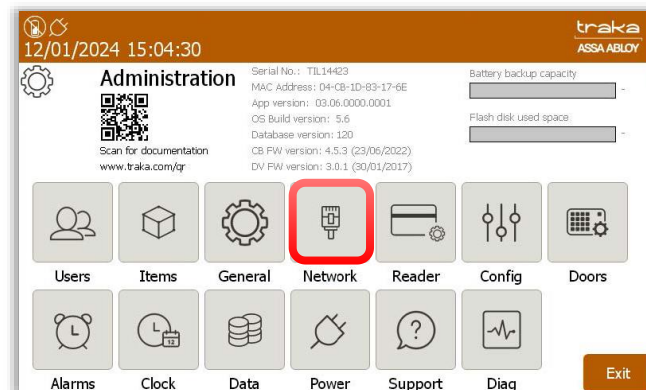 traka
12/01/2024 15:04:30
ASSA ABLOY
Administration
Scan for documentation
www.traka.com/qr
Serial No.: TIL14423
MAC Address: 04-CB-1D-83-17-6E
App version: 03.06.0000.0001
OS Build version: 5.6
Database version: 120
CB FW version: 4.5.3 (23/06/2022)
DV FW version: 3.0.1 (30/01/2017)
Battery backup capacity
-
Flash disk used space
-
Users Items General Network Reader Config Doors
12
Alarms Clock Data Power Support Diag
Exit